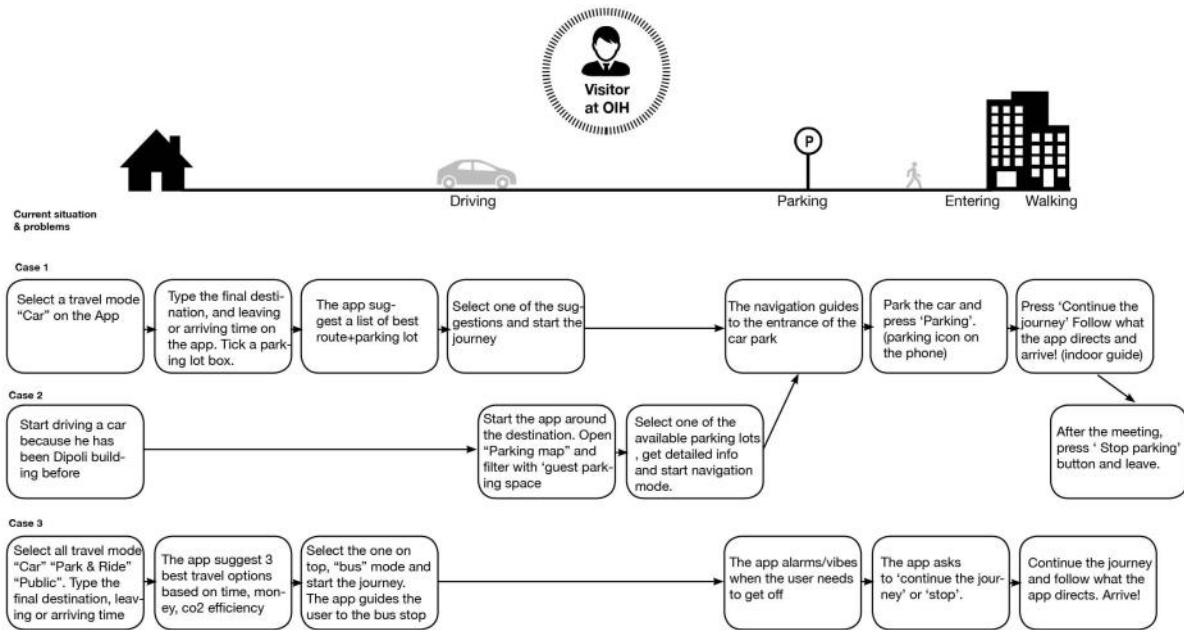 Visitor
at OIH
P
Driving
Parking
Entering
Walking
Current situation
& problems
Case 1
Select a travel mode
“Car” on the App
Type the final desti-
nation, and leaving
or arriving time on
the app. Tick a park-
ing lot box.
The app sug-
gest a list of best
route+parking lot
Select one of the sug-
gestions and start the
journey
The navigation guides
to the entrance of the
car park
Park the car and
press ‘Parking’.
(parking icon on
the phone)
Press ‘Continue the
journey’ Follow what
the app directs and
arrive! (indoor guide)
Case 2
Start driving a car
because he has
been Dipoli build-
ing before
Start the app around
the destination. Open
“Parking map” and
filter with ‘guest park-
ing space
Select one of the
available parking lots
, get detailed info
and start navigation
mode.
After the meeting,
press ‘ Stop parking’
button and leave.
Case 3
Select all travel mode
“Car” “Park & Ride”
“Public”. Type the
final destination, leav-
ing or arriving time
The app suggest 3
best travel options
based on time, mon-
ey, co2 efficiency
Select the one on
top, “bus” mode and
start the journey.
The app guides the
user to the bus stop
The app alarms/vibes
when the user needs
to get off
The app asks
to ‘continue the jour-
ney’ or ‘stop’.
Continue the journey
and follow what the
app directs. Arrive!